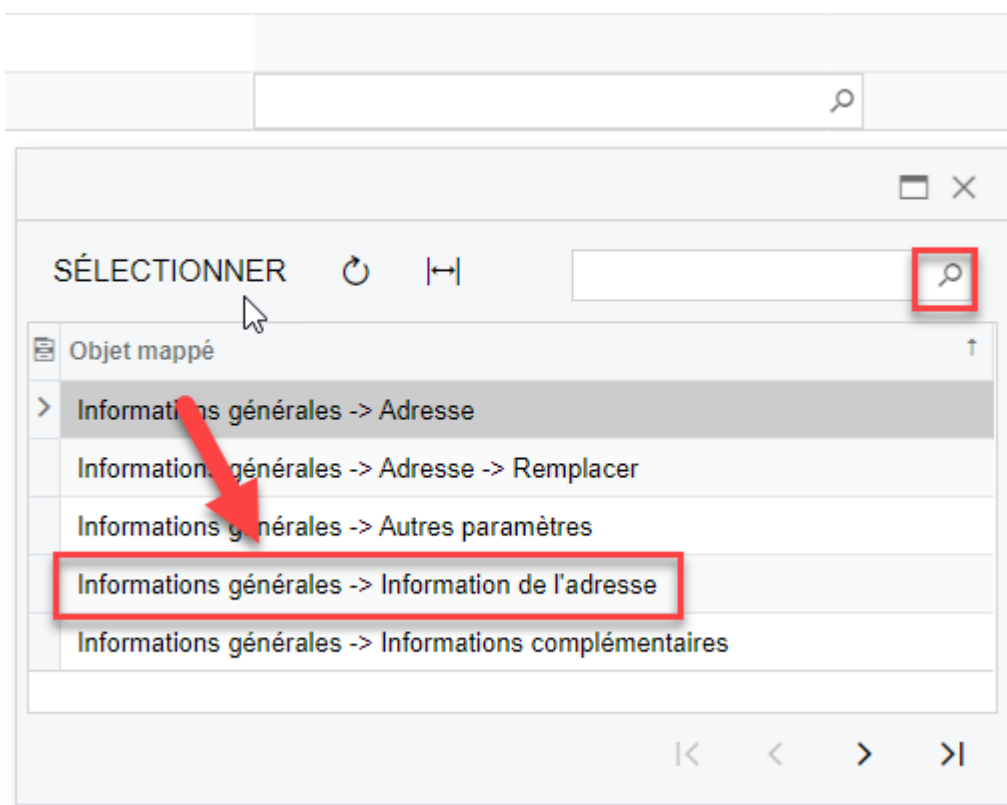 SÉLECTIONNER
Objet mappé
Informations générales -> Adresse
Informations générales -> Adresse -> Remplacer
Informations générales -> Autres paramètres
Informations générales -> Information de l'adresse
Informations générales -> Informations complémentaires